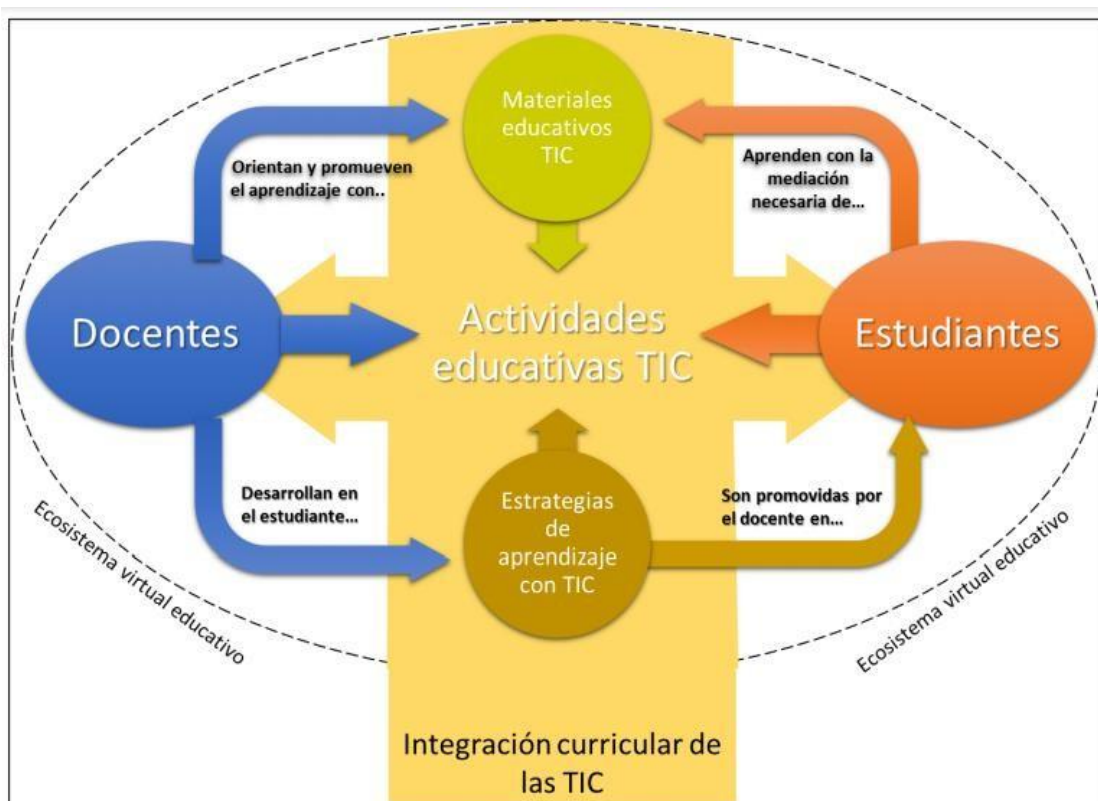 Materiales
educativos
TIC
Orientan y promueven
el aprendizaje con..
Aprenden con la
mediación
necesaria de...
Docentes
Actividades
educativas TIC
Estudiantes
Desarrollan en
el estudiante...
Estrategias
de
aprendizaje
con TIC
Son promovidas por
el docente en...
Ecosistema virtual educativo
Ecosistema virtual educativo
Integración curricular de
las TIC